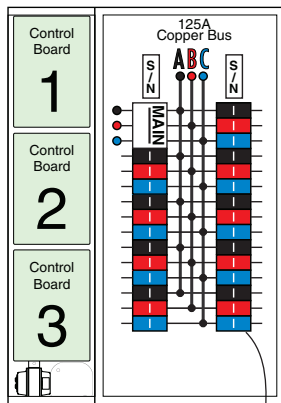 Control
Board
1
Control
Board
2
Control
Board
3
125A
Copper Bus
S/N
A B C
S/N
MAIN